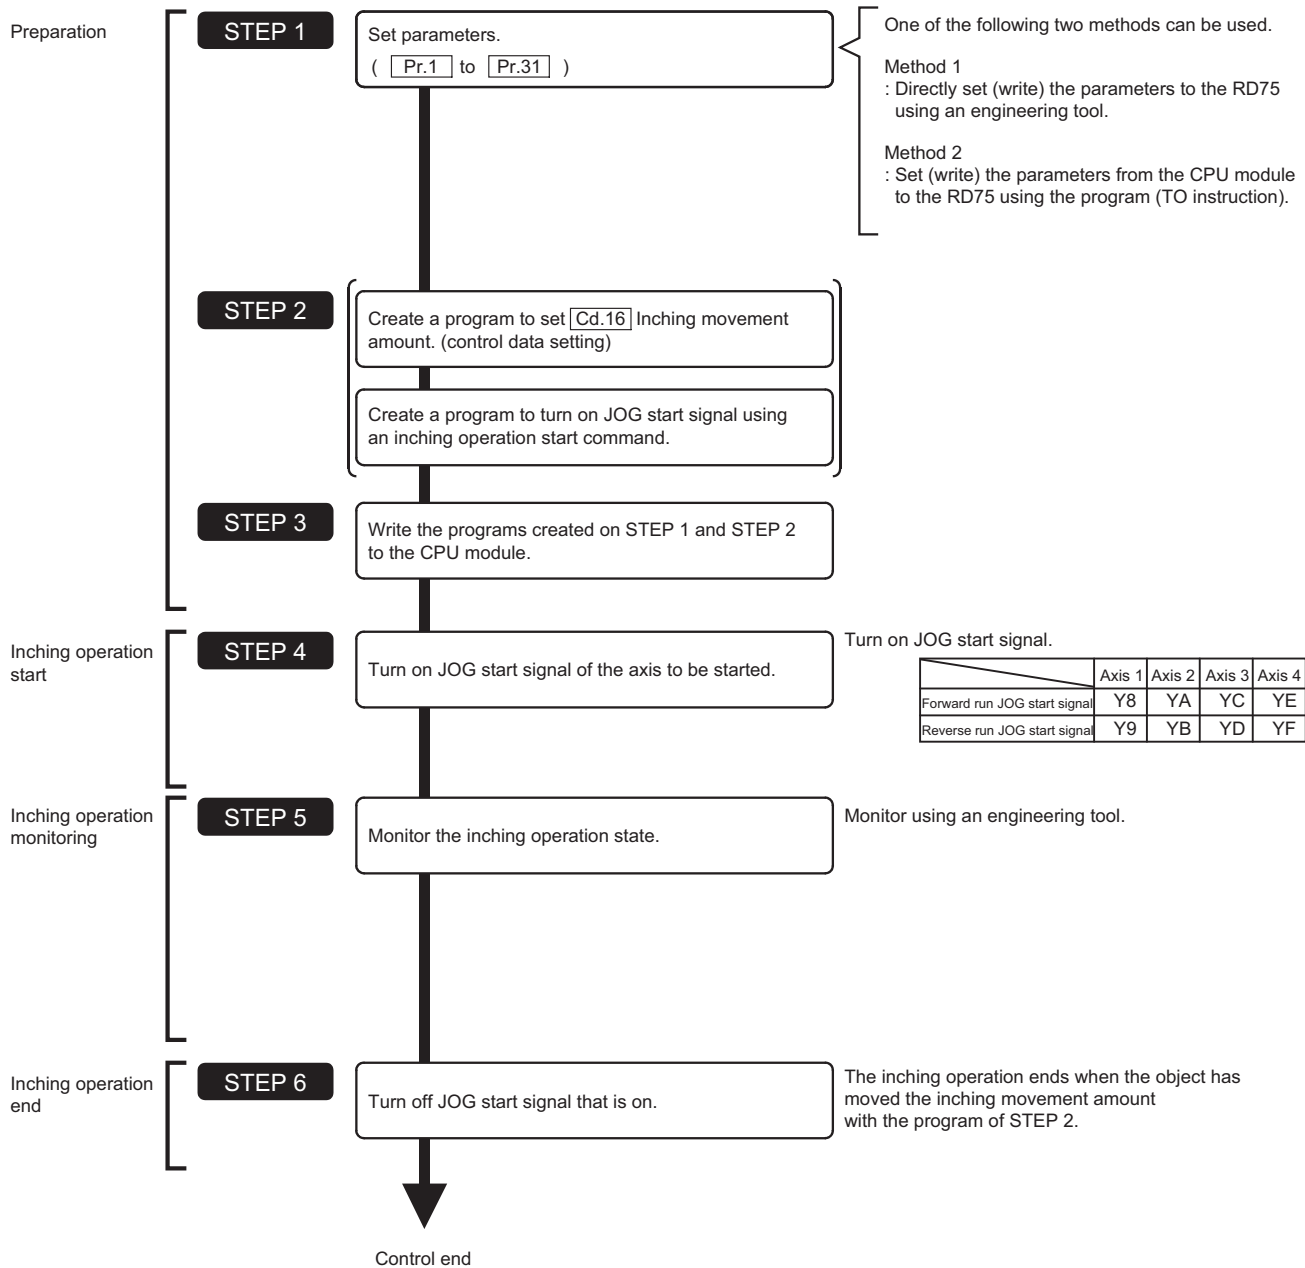 Preparation
STEP 1
Set parameters.
( Pr.1 to Pr.31 )
One of the following two methods can be used.
Method 1
: Directly set (write) the parameters to the RD75
using an engineering tool.
Method 2
: Set (write) the parameters from the CPU module
to the RD75 using the program (TO instruction).
STEP 2
Create a program to set Cd.16 Inching movement
amount. (control data setting)
Create a program to turn on JOG start signal using
an inching operation start command.
STEP 3
Write the programs created on STEP 1 and STEP 2
to the CPU module.
Inching operation
start
STEP 4
Turn on JOG start signal of the axis to be started.
Turn on JOG start signal.
Axis 1 Axis 2 Axis 3 Axis 4
Forward run JOG start signal Y8 YA YC YE
Reverse run JOG start signal Y9 YB YD YF
Inching operation
monitoring
STEP 5
Monitor the inching operation state.
Monitor using an engineering tool.
Inching operation
end
STEP 6
Turn off JOG start signal that is on.
The inching operation ends when the object has
moved the inching movement amount
with the program of STEP 2.
Control end